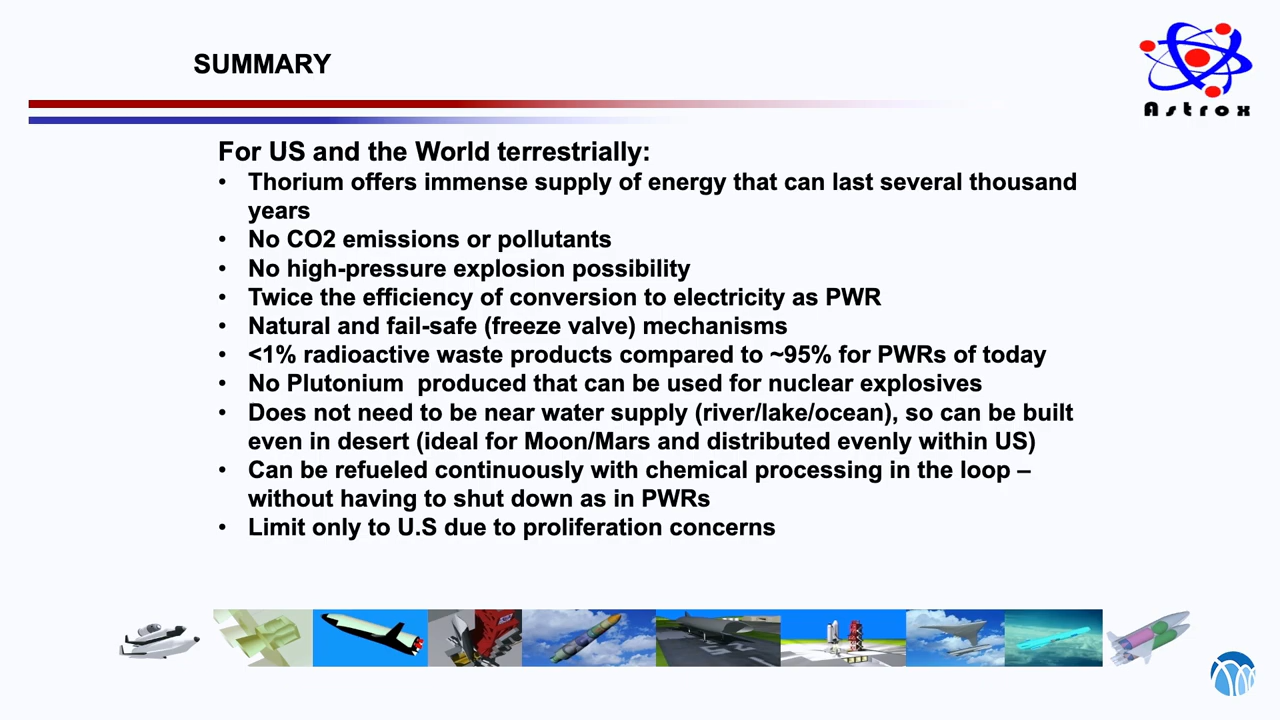 SUMMARY
Astrox
For US and the World terrestrially:
• Thorium offers immense supply of energy that can last several thousand
years
• No CO2 emissions or pollutants
• No high-pressure explosion possibility
• Twice the efficiency of conversion to electricity as PWR
• Natural and fail-safe (freeze valve) mechanisms
• <1% radioactive waste products compared to ~95% for PWRs of today
• No Plutonium  produced that can be used for nuclear explosives
• Does not need to be near water supply (river/lake/ocean), so can be built
even in desert (ideal for Moon/Mars and distributed evenly within US)
• Can be refueled continuously with chemical processing in the loop –
without having to shut down as in PWRs
• Limit only to U.S due to proliferation concerns